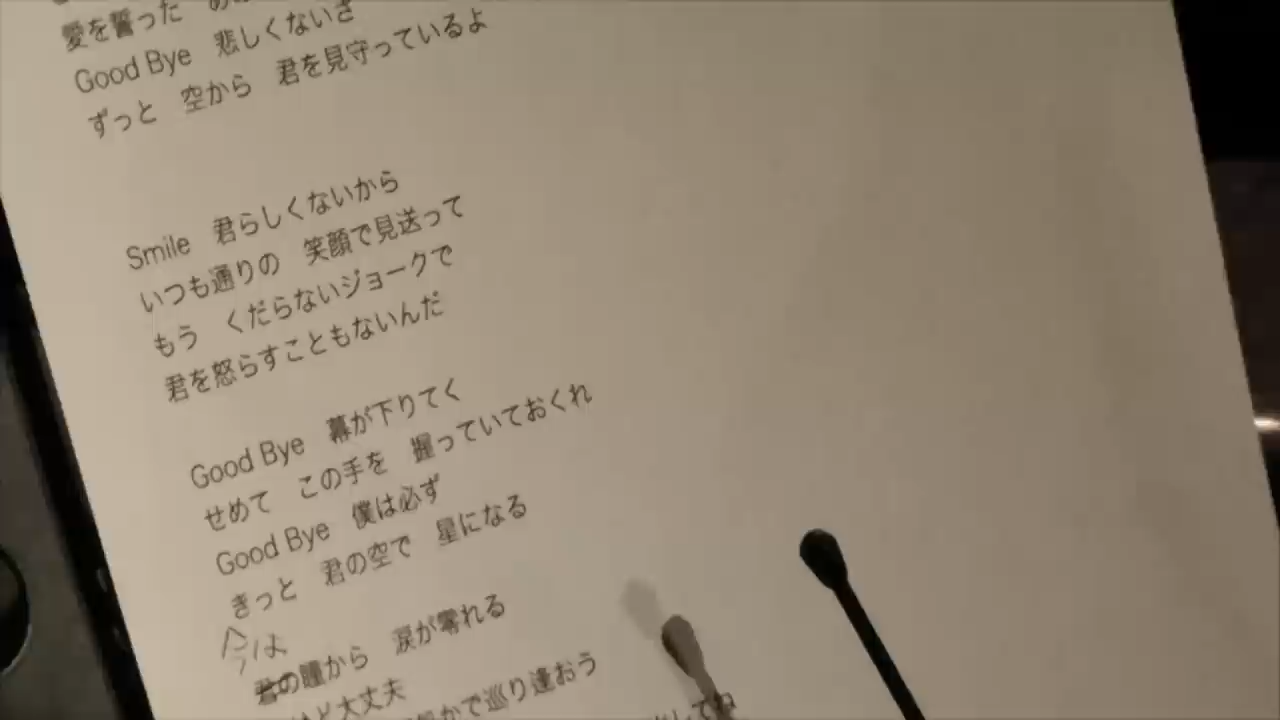 愛を誓った
Good Bye 悲しくないさ
ずっと 空から 君を見守っているよ
Smile 君らしくないから
いつも通りの 笑顔で見送って
もう くだらないジョークで
君を怒らすこともないんだ
Good Bye 幕が下りてく
せめて この手を 握っていておくれ
Good Bye 僕は必ず
きっと 君の空で 星になる
今は
君の瞳から 涙が零れる
けど大丈夫
かで巡り逢おう
してね